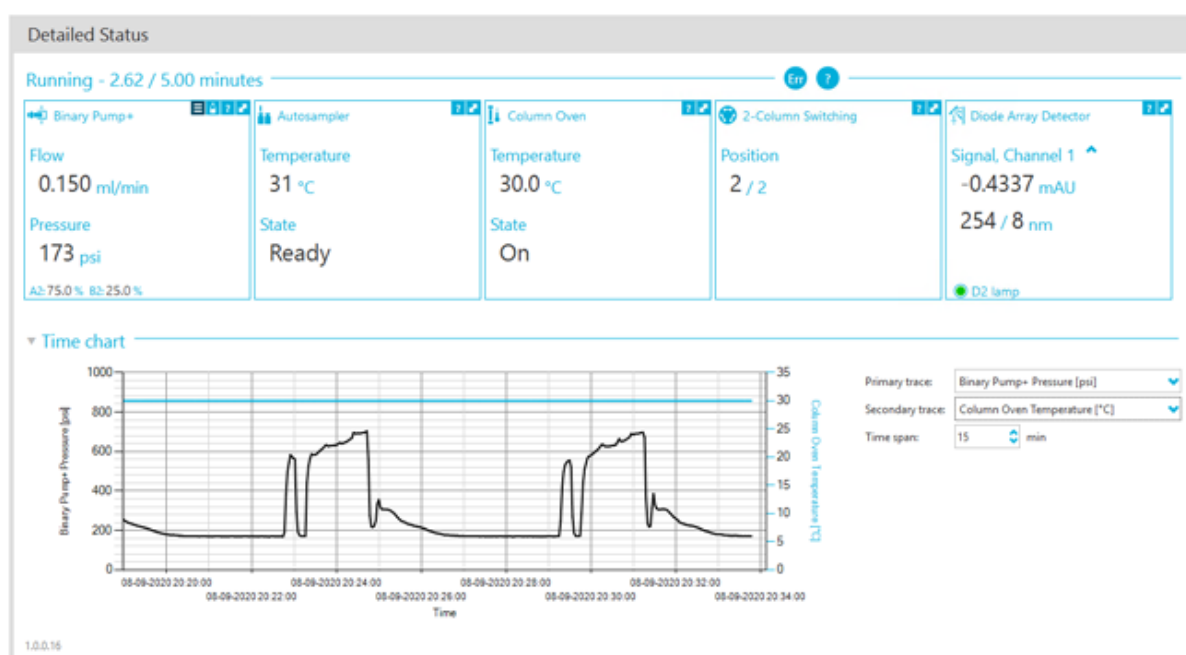 Detailed Status
Running - 2.62 / 5.00 minutes
Err ?
Binary Pump+
Flow
0.150 ml/min
Pressure
173 psi
A2: 75.0 % B2: 25.0 %
Autosampler
Temperature
31 °C
State
Ready
Column Oven
Temperature
30.0 °C
State
On
2-Column Switching
Position
2 / 2
Diode Array Detector
Signal, Channel 1
-0.4337 mAU
254 / 8 nm
D2 lamp
Time chart
1000
800
600
400
200
0
Binary Pump+ Pressure [psi]
35
30
25
20
15
10
5
0
Column Oven Temperature [°C]
08-09-2020 20:20:00
08-09-2020 20:22:00
08-09-2020 20:24:00
08-09-2020 20:26:00
08-09-2020 20:28:00
08-09-2020 20:30:00
08-09-2020 20:32:00
08-09-2020 20:34:00
Time
Primary trace: Binary Pump+ Pressure [psi]
Secondary trace: Column Oven Temperature [°C]
Time span: 15 min
1.0.0.16